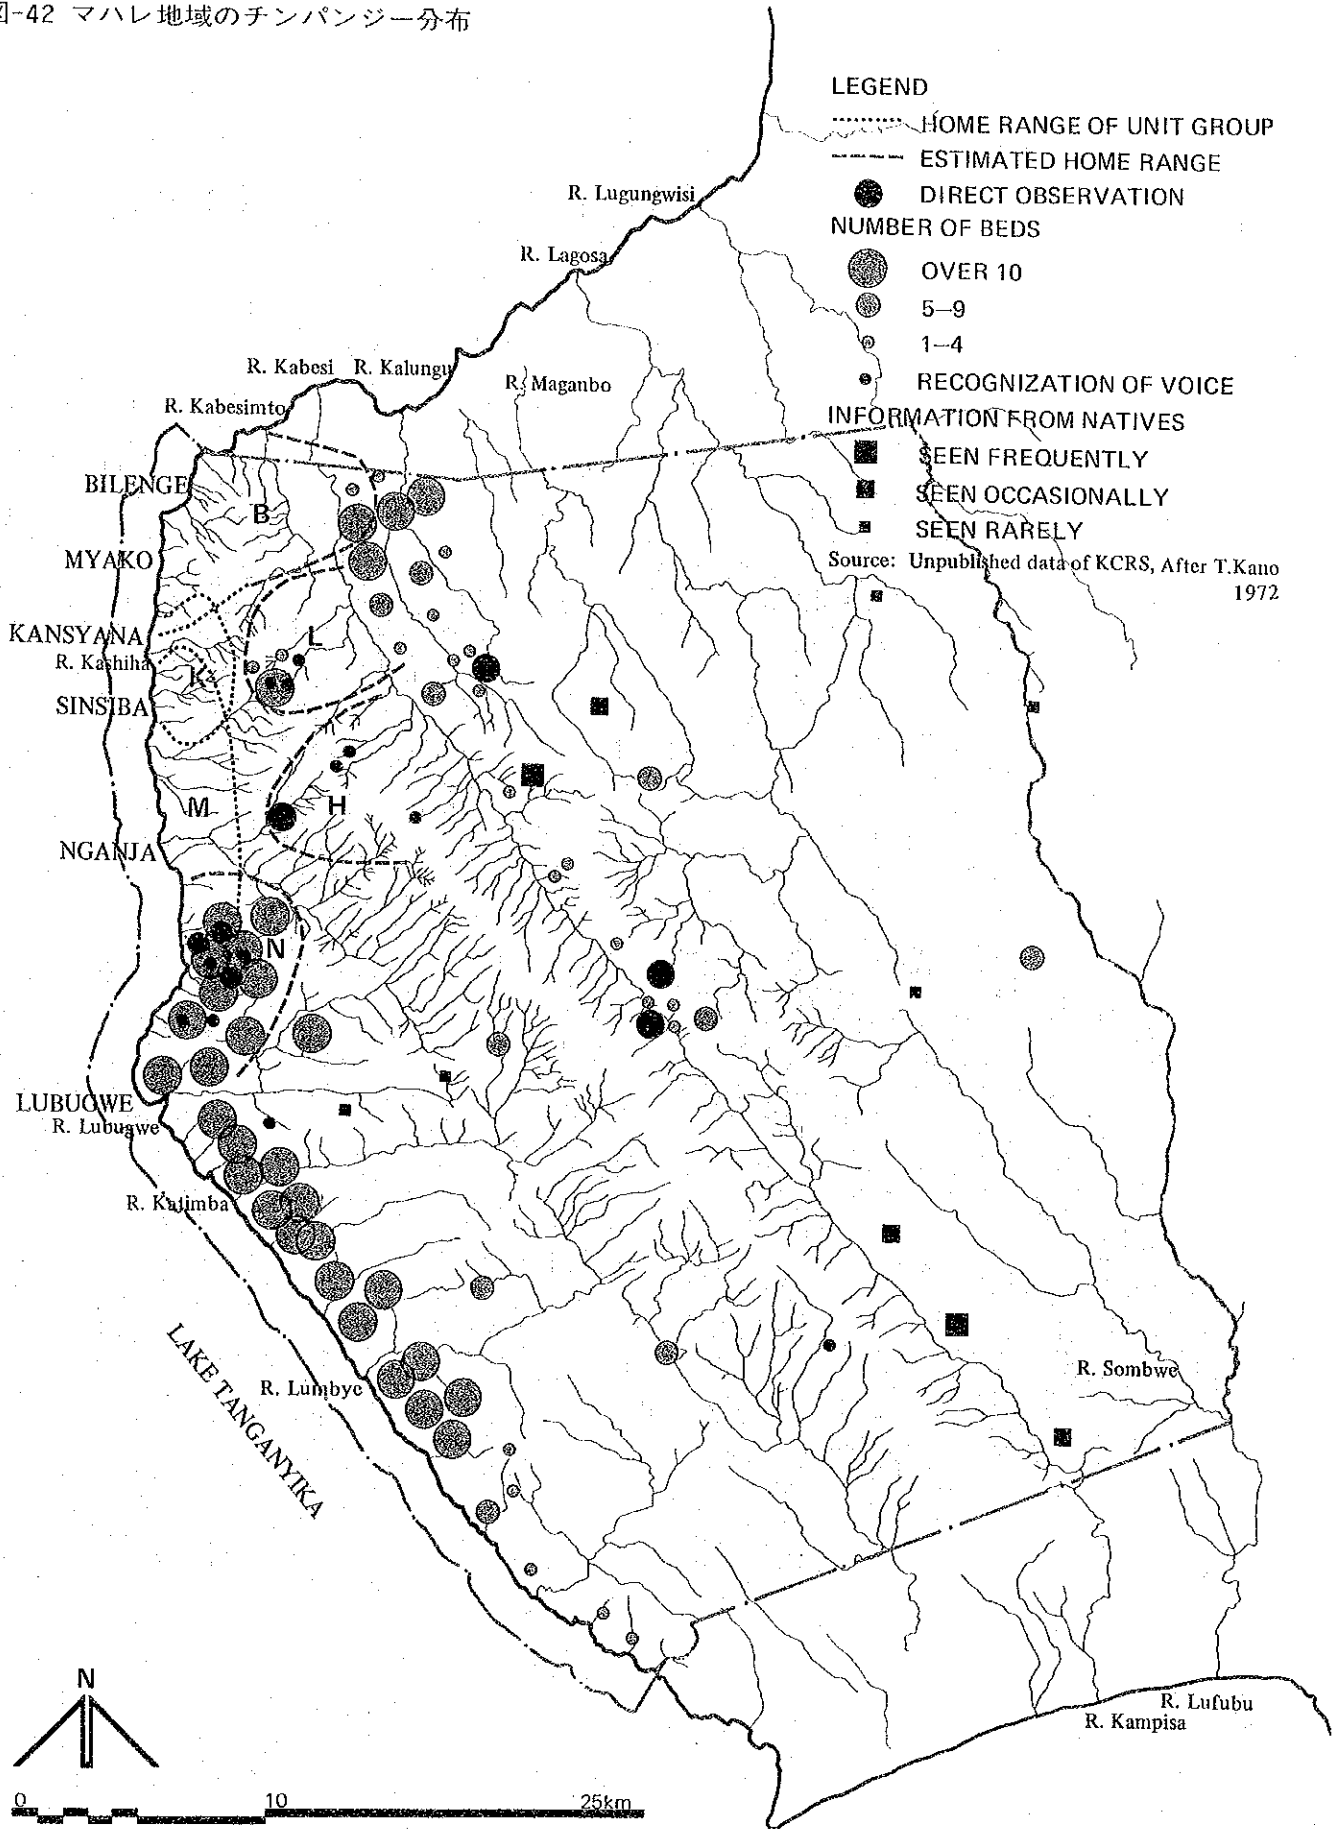 図-42 マハレ地域のチンパンジー分布
LEGEND
HOME RANGE OF UNIT GROUP
ESTIMATED HOME RANGE
DIRECT OBSERVATION
NUMBER OF BEDS
OVER 10
5–9
1–4
RECOGNIZATION OF VOICE
INFORMATION FROM NATIVES
SEEN FREQUENTLY
SEEN OCCASIONALLY
SEEN RARELY
Source: Unpublished data of KCRS, After T.Kano
1972
R. Lugungwisi
R. Lagosa
R. Kabesi R. Kalungu
R. Maganbo
R. Kabesimto
BILENGE
B
MYAKO
KANSYANA
L
R. Kashiha
K
SINSIBA
M
H
NGANJA
N
LUBUGWE
R. Lubugwe
R. Katimba
LAKE TANGANYIKA
R. Lumbye
R. Sombwe
R. Lufubu
R. Kampisa
N
0 10 25km